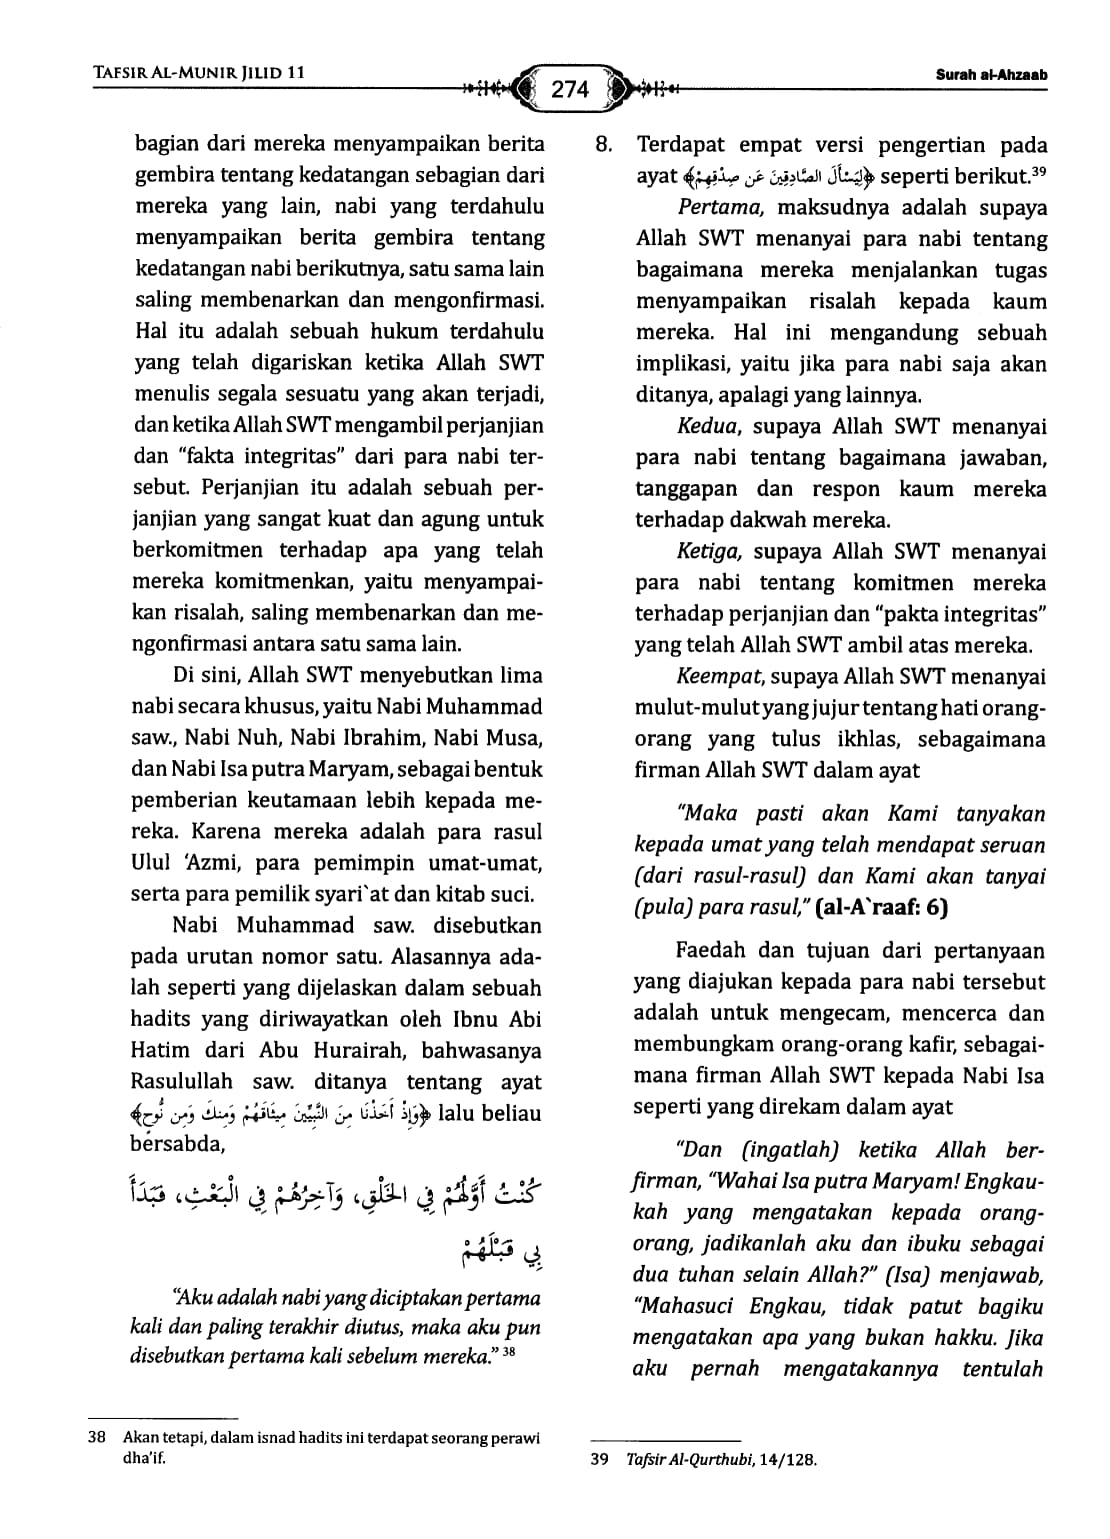 TAFSIR AL-MUNIR JILID 11
274
Surah al-Ahzaab
bagian dari mereka menyampaikan berita
gembira tentang kedatangan sebagian dari
mereka yang lain, nabi yang terdahulu
menyampaikan berita gembira tentang
kedatangan nabi berikutnya, satu sama lain
saling membenarkan dan mengonfirmasi.
Hal itu adalah sebuah hukum terdahulu
yang telah digariskan ketika Allah SWT
menulis segala sesuatu yang akan terjadi,
dan ketika Allah SWT mengambil perjanjian
dan “fakta integritas” dari para nabi ter-
sebut. Perjanjian itu adalah sebuah per-
janjian yang sangat kuat dan agung untuk
berkomitmen terhadap apa yang telah
mereka komitmenkan, yaitu menyampai-
kan risalah, saling membenarkan dan me-
ngonfirmasi antara satu sama lain.
Di sini, Allah SWT menyebutkan lima
nabi secara khusus, yaitu Nabi Muhammad
saw., Nabi Nuh, Nabi Ibrahim, Nabi Musa,
dan Nabi Isa putra Maryam, sebagai bentuk
pemberian keutamaan lebih kepada me-
reka. Karena mereka adalah para rasul
Ulul ‘Azmi, para pemimpin umat-umat,
serta para pemilik syari`at dan kitab suci.
Nabi Muhammad saw. disebutkan
pada urutan nomor satu. Alasannya ada-
lah seperti yang dijelaskan dalam sebuah
hadits yang diriwayatkan oleh Ibnu Abi
Hatim dari Abu Hurairah, bahwasanya
Rasulullah saw. ditanya tentang ayat
﴿وَإِذْ أَخَذْنَا مِنَ النَّبِيِّينَ مِيثَاقَهُمْ وَمِنكَ وَمِن نُّوحٍ﴾ lalu beliau
bersabda,
كُنْتُ أَوَّلَهُمْ فِي الْخَلْقِ، وَآخِرُهُمْ فِي الْبَعْثِ، فَبَدَأَ
بِي قَبْلَهُمْ
“Aku adalah nabi yang diciptakan pertama
kali dan paling terakhir diutus, maka aku pun
disebutkan pertama kali sebelum mereka.” 38
38 Akan tetapi, dalam isnad hadits ini terdapat seorang perawi
dha’if.
8. Terdapat empat versi pengertian pada
ayat ﴿لِيَسْأَلَ الصَّادِقِينَ عَن صِدْقِهِمْ﴾ seperti berikut.39
Pertama, maksudnya adalah supaya
Allah SWT menanyai para nabi tentang
bagaimana mereka menjalankan tugas
menyampaikan risalah kepada kaum
mereka. Hal ini mengandung sebuah
implikasi, yaitu jika para nabi saja akan
ditanya, apalagi yang lainnya.
Kedua, supaya Allah SWT menanyai
para nabi tentang bagaimana jawaban,
tanggapan dan respon kaum mereka
terhadap dakwah mereka.
Ketiga, supaya Allah SWT menanyai
para nabi tentang komitmen mereka
terhadap perjanjian dan “pakta integritas”
yang telah Allah SWT ambil atas mereka.
Keempat, supaya Allah SWT menanyai
mulut-mulut yang jujur tentang hati orang-
orang yang tulus ikhlas, sebagaimana
firman Allah SWT dalam ayat
“Maka pasti akan Kami tanyakan
kepada umat yang telah mendapat seruan
(dari rasul-rasul) dan Kami akan tanyai
(pula) para rasul,” (al-A`raaf: 6)
Faedah dan tujuan dari pertanyaan
yang diajukan kepada para nabi tersebut
adalah untuk mengecam, mencerca dan
membungkam orang-orang kafir, sebagai-
mana firman Allah SWT kepada Nabi Isa
seperti yang direkam dalam ayat
“Dan (ingatlah) ketika Allah ber-
firman, “Wahai Isa putra Maryam! Engkau-
kah yang mengatakan kepada orang-
orang, jadikanlah aku dan ibuku sebagai
dua tuhan selain Allah?” (Isa) menjawab,
“Mahasuci Engkau, tidak patut bagiku
mengatakan apa yang bukan hakku. Jika
aku pernah mengatakannya tentulah
39 Tafsir Al-Qurthubi, 14/128.